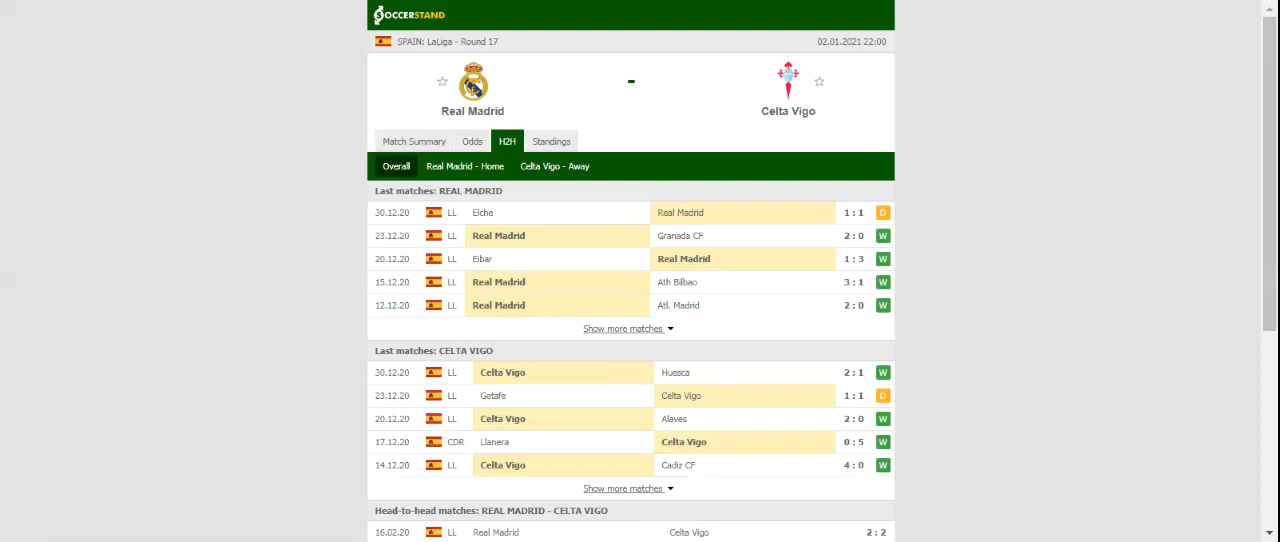 SOCCERSTAND
SPAIN: LaLiga - Round 17 02.01.2021 22:00
-
Real Madrid Celta Vigo
Match Summary Odds H2H Standings
Overall Real Madrid - Home Celta Vigo - Away
Last matches: REAL MADRID
30.12.20 LL Elche Real Madrid 1 : 1 D
23.12.20 LL Real Madrid Granada CF 2 : 0 W
20.12.20 LL Eibar Real Madrid 1 : 3 W
15.12.20 LL Real Madrid Ath Bilbao 3 : 1 W
12.12.20 LL Real Madrid Atl. Madrid 2 : 0 W
Show more matches
Last matches: CELTA VIGO
30.12.20 LL Celta Vigo Huesca 2 : 1 W
23.12.20 LL Getafe Celta Vigo 1 : 1 D
20.12.20 LL Celta Vigo Alaves 2 : 0 W
17.12.20 CDR Llanera Celta Vigo 0 : 5 W
14.12.20 LL Celta Vigo Cadiz CF 4 : 0 W
Show more matches
Head-to-head matches: REAL MADRID - CELTA VIGO
16.02.20 LL Real Madrid Celta Vigo 2 : 2